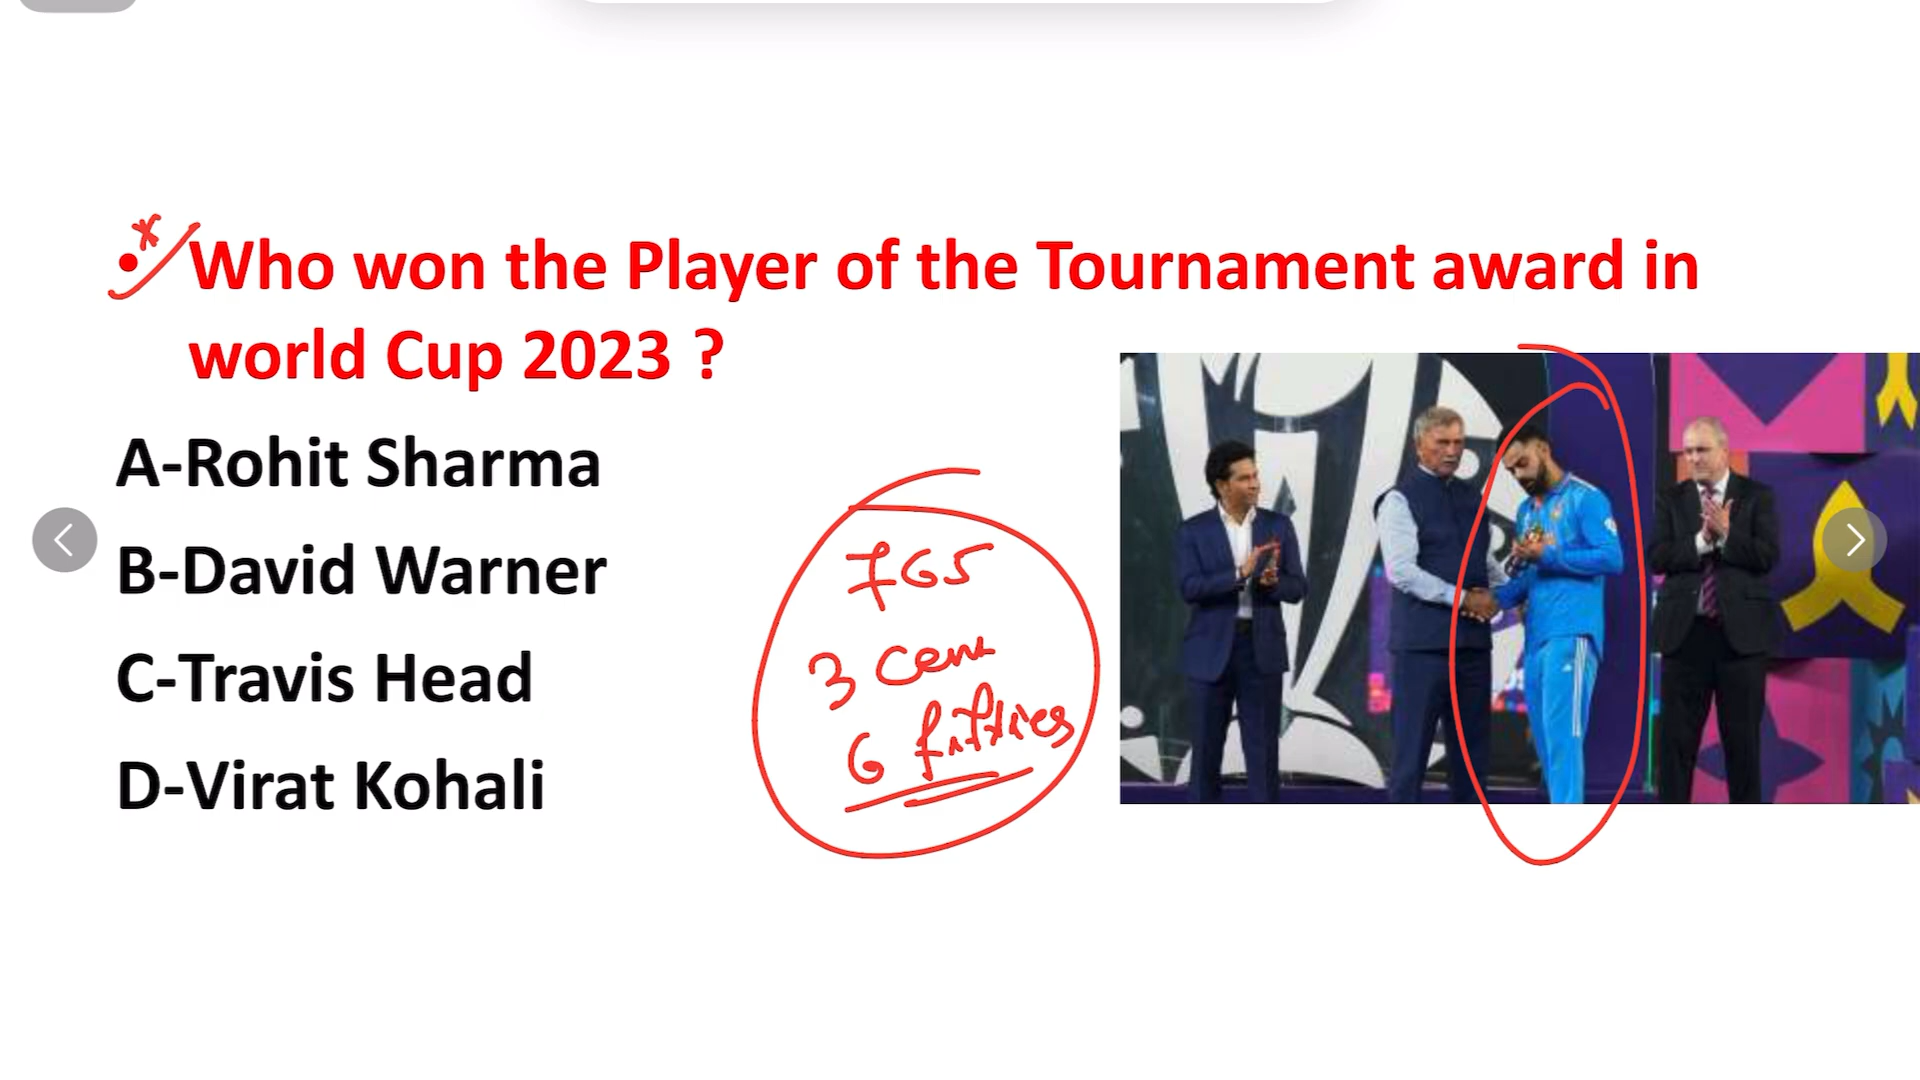 Who won the Player of the Tournament award in
world Cup 2023 ?
A-Rohit Sharma
B-David Warner
C-Travis Head
D-Virat Kohali
765
3 cent
6 fifties